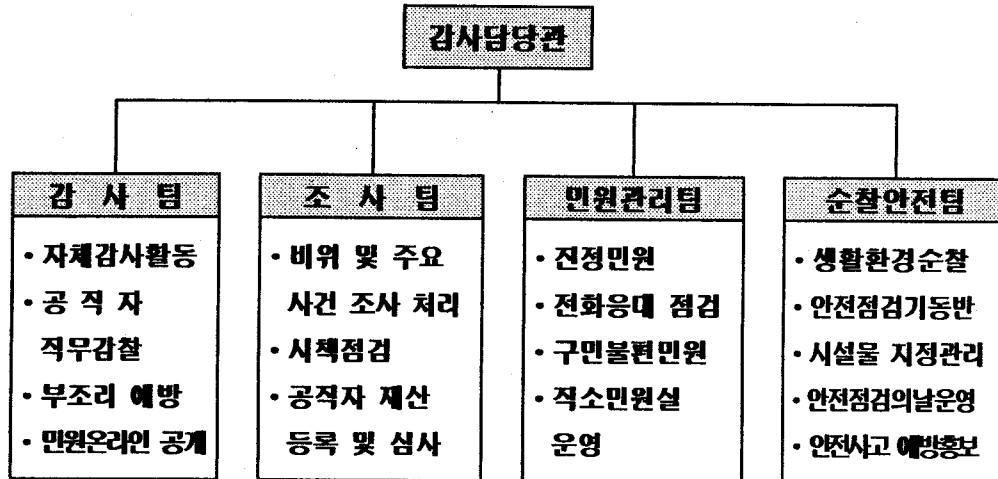 감사담당관
감 사 팀
• 자체감사활동
• 공 직 자
직무감찰
• 부조리 예방
• 민원온라인 공개
조 사 팀
• 비위 및 주요
사건 조사 처리
• 시책점검
• 공직자 재산
등록 및 심사
민원관리팀
• 진정민원
• 전화응대 점검
• 구민불편민원
• 직소민원실
운영
순찰안전팀
• 생활환경순찰
• 안전점검기동반
• 시설물 지정관리
• 안전점검의날운영
• 안전사고 예방홍보